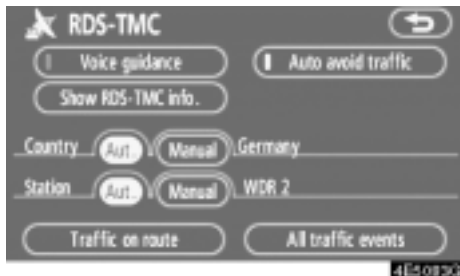 RDS-TMC
Voice guidance Auto avoid traffic
Show RDS-TMC info.
Country Aut. Manual Germany
Station Aut. Manual WDR 2
Traffic on route All traffic events